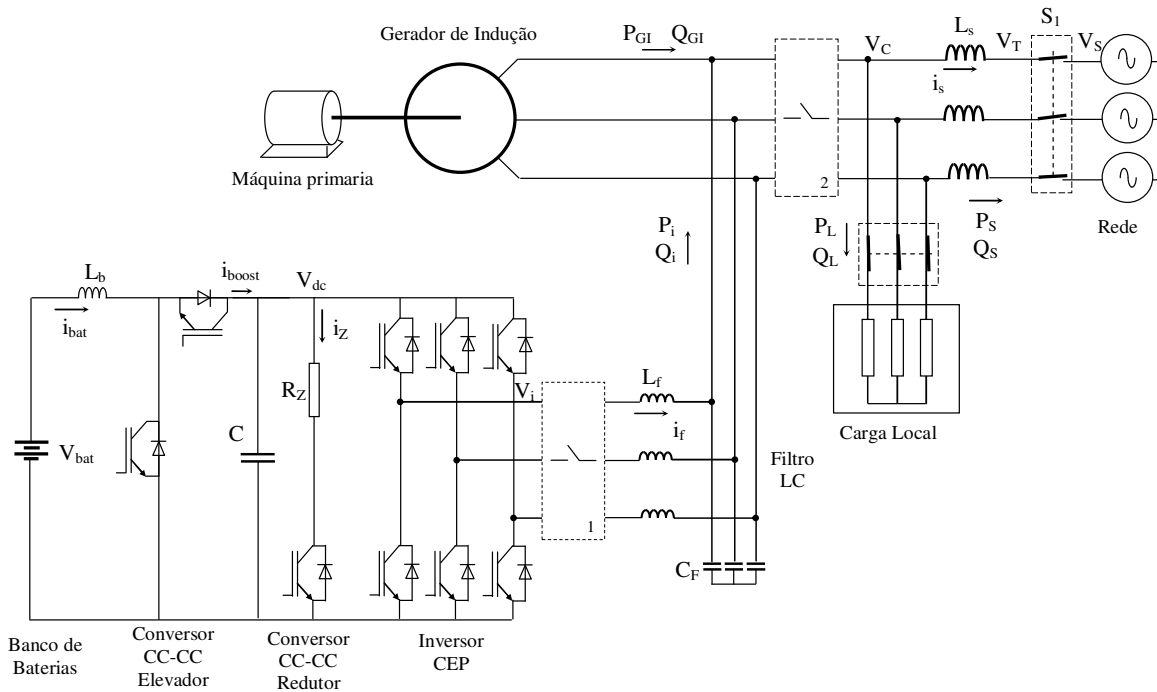 Gerador de Indução
P_GI
Q_GI
V_C
L_s
V_T
S_1
V_S
i_s
2
Máquina primaria
P_i
Q_i
P_L
Q_L
P_S
Q_S
Rede
L_b
i_boost
V_dc
i_bat
i_Z
R_Z
V_i
L_f
i_f
V_bat
C
1
Filtro
LC
Carga Local
C_F
Banco de
Baterias
Conversor
CC-CC
Elevador
Conversor
CC-CC
Redutor
Inversor
CEP